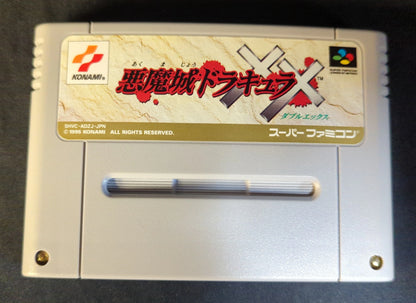 KONAMI
あくまじょう
悪魔城ドラキュラXX™
ダブルエックス
SHVC-ADZJ-JPN
© 1995 KONAMI ALL RIGHTS RESERVED.
スーパーファミコン